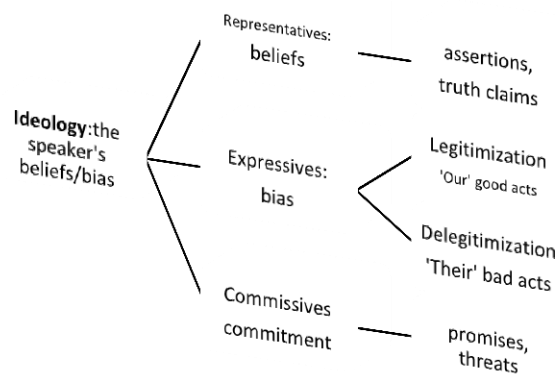 Ideology:the
speaker's
beliefs/bias
Representatives:
beliefs
assertions,
truth claims
Expressives:
bias
Legitimization
'Our' good acts
Delegitimization
'Their' bad acts
Commissives
commitment
promises,
threats